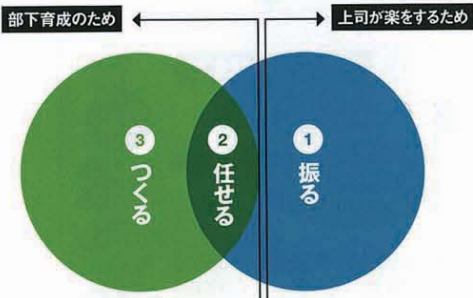 部下育成のため
上司が楽をするため
3 つくる
2 任せる
1 振る